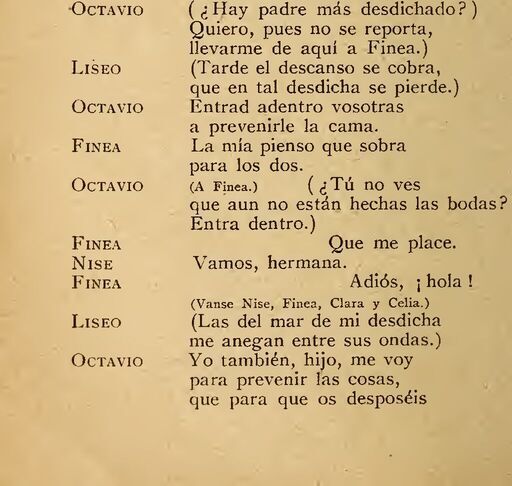 OCTAVIO (¿Hay padre más desdichado?)
Quiero, pues no se reporta,
llevarme de aquí a Finea.)
LISEO (Tarde el descanso se cobra,
que en tal desdicha se pierde.)
OCTAVIO Entrad adentro vosotras
a prevenirle la cama.
FINEA La mía pienso que sobra
para los dos.
OCTAVIO (A Finea.) (¿Tú no ves
que aun no están hechas las bodas?
Entra dentro.)
FINEA Que me place.
NISE Vamos, hermana.
FINEA Adiós, ¡hola!
(Vanse Nise, Finea, Clara y Celia.)
LISEO (Las del mar de mi desdicha
me anegan entre sus ondas.)
OCTAVIO Yo también, hijo, me voy
para prevenir las cosas,
que para que os desposéis